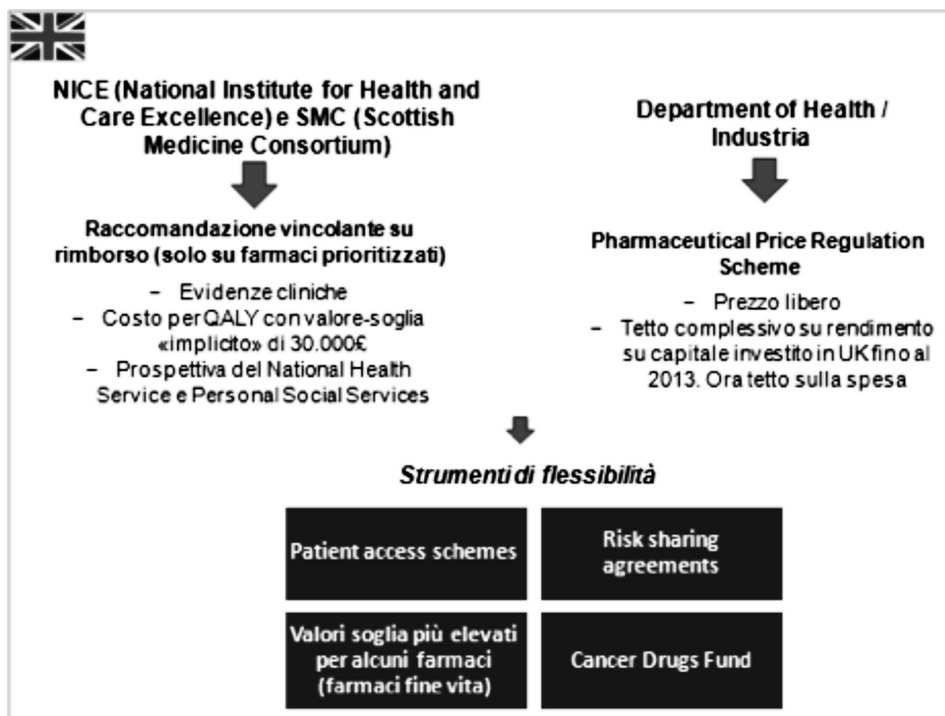 NICE (National Institute for Health and
Care Excellence) e SMC (Scottish
Medicine Consortium)
Raccomandazione vincolante su
rimborso (solo su farmaci prioritizzati)
– Evidenze cliniche
– Costo per QALY con valore-soglia
«implicito» di 30.000€
– Prospettiva del National Health
Service e Personal Social Services
Department of Health /
Industria
Pharmaceutical Price Regulation
Scheme
– Prezzo libero
– Tetto complessivo su rendimento
su capitale investito in UK fino al
2013. Ora tetto sulla spesa
Strumenti di flessibilità
Patient access schemes
Risk sharing
agreements
Valori soglia più elevati
per alcuni farmaci
(farmaci fine vita)
Cancer Drugs Fund